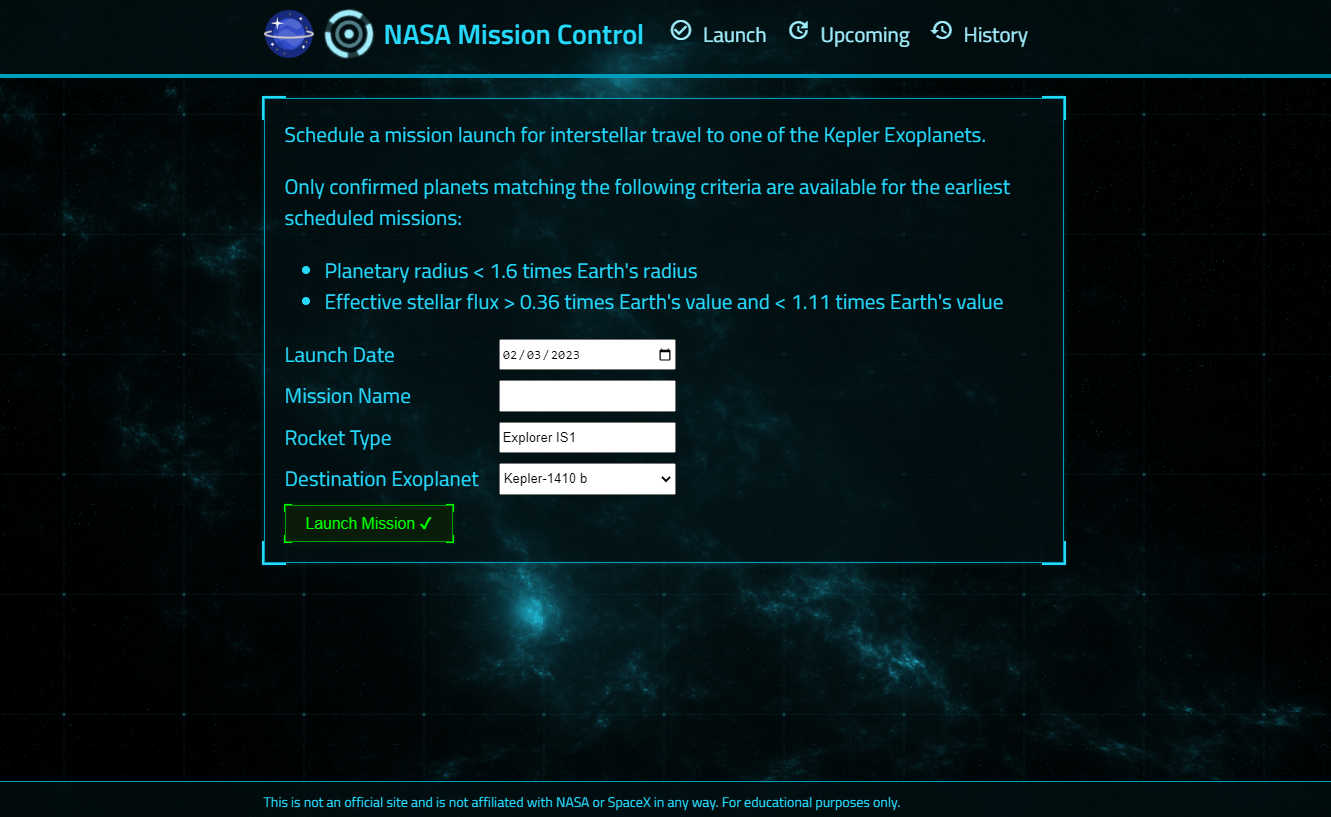 NASA Mission Control
Launch
Upcoming
History
Schedule a mission launch for interstellar travel to one of the Kepler Exoplanets.
Only confirmed planets matching the following criteria are available for the earliest
scheduled missions:
Planetary radius < 1.6 times Earth's radius
Effective stellar flux > 0.36 times Earth's value and < 1.11 times Earth's value
Launch Date 02/03/2023
Mission Name
Rocket Type Explorer IS1
Destination Exoplanet Kepler-1410 b
Launch Mission ✓
This is not an official site and is not affiliated with NASA or SpaceX in any way. For educational purposes only.